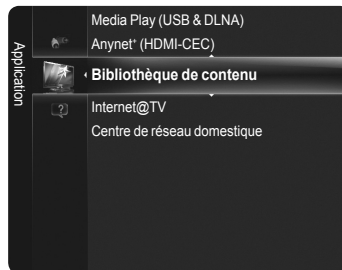 Application
Media Play (USB & DLNA)
Anynet⁺ (HDMI-CEC)
Bibliothèque de contenu
Internet@TV
Centre de réseau domestique